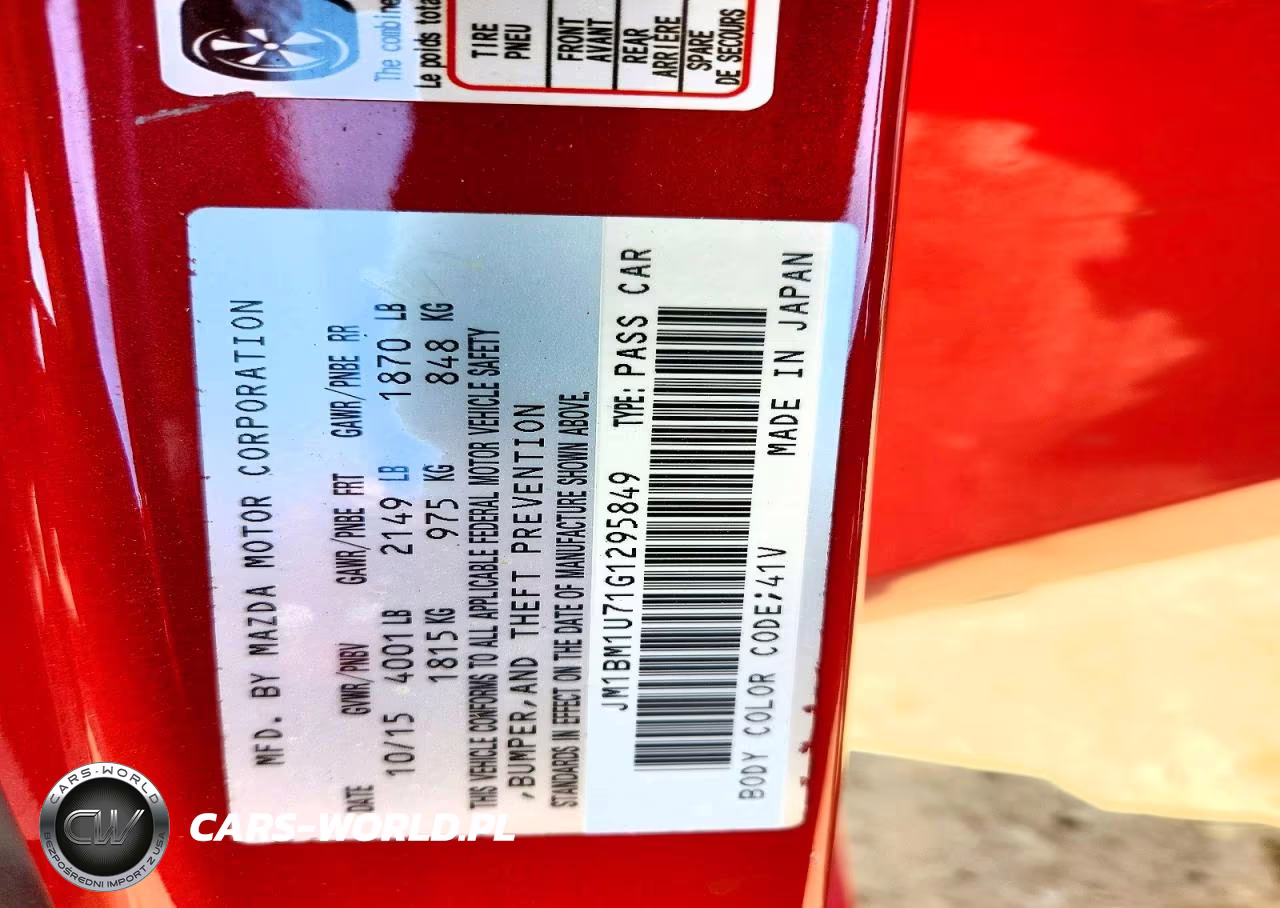 The combine
Le poids tota
TIRE
PNEU
FRONT
AVANT
REAR
ARRIÈRE
SPARE
DE SECOURS
MFD. BY MAZDA MOTOR CORPORATION
DATE GVWR/PNBV GAWR/PNBE FRT GAWR/PNBE RR
10/15 4001 LB 2149 LB 1870 LB
1815 KG 975 KG 848 KG
THIS VEHICLE CONFORMS TO ALL APPLICABLE FEDERAL MOTOR VEHICLE SAFETY
,BUMPER,AND THEFT PREVENTION
STANDARDS IN EFFECT ON THE DATE OF MANUFACTURE SHOWN ABOVE.
JM1BM1U71G1295849 TYPE: PASS CAR
BODY COLOR CODE;41V MADE IN JAPAN
CARS-WORLD
CW
BEZPOŚREDNI IMPORT Z USA
CARS-WORLD.PL